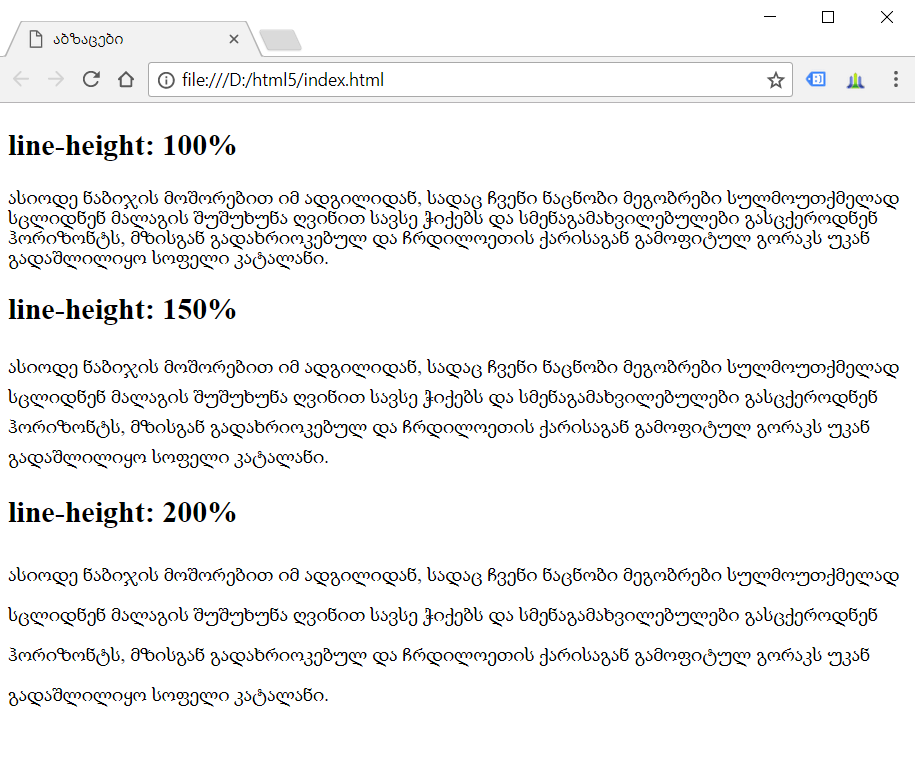 აბზაცები
file:///D:/html5/index.html
line-height: 100%
ასიოდე ნაბიჯის მოშორებით იმ ადგილიდან, სადაც ჩვენი ნაცნობი მეგობრები სულმოუთქმელად
სცლიდნენ მალაგის შუშუხუნა ღვინით სავსე ჭიქებს და სმენაგამახვილებულები გასცქეროდნენ
ჰორიზონტს, მზისგან გადახრიოკებულ და ჩრდილოეთის ქარისაგან გამოფიტულ გორაკს უკან
გადაშლილიყო სოფელი კატალანი.
line-height: 150%
ასიოდე ნაბიჯის მოშორებით იმ ადგილიდან, სადაც ჩვენი ნაცნობი მეგობრები სულმოუთქმელად
სცლიდნენ მალაგის შუშუხუნა ღვინით სავსე ჭიქებს და სმენაგამახვილებულები გასცქეროდნენ
ჰორიზონტს, მზისგან გადახრიოკებულ და ჩრდილოეთის ქარისაგან გამოფიტულ გორაკს უკან
გადაშლილიყო სოფელი კატალანი.
line-height: 200%
ასიოდე ნაბიჯის მოშორებით იმ ადგილიდან, სადაც ჩვენი ნაცნობი მეგობრები სულმოუთქმელად
სცლიდნენ მალაგის შუშუხუნა ღვინით სავსე ჭიქებს და სმენაგამახვილებულები გასცქეროდნენ
ჰორიზონტს, მზისგან გადახრიოკებულ და ჩრდილოეთის ქარისაგან გამოფიტულ გორაკს უკან
გადაშლილიყო სოფელი კატალანი.